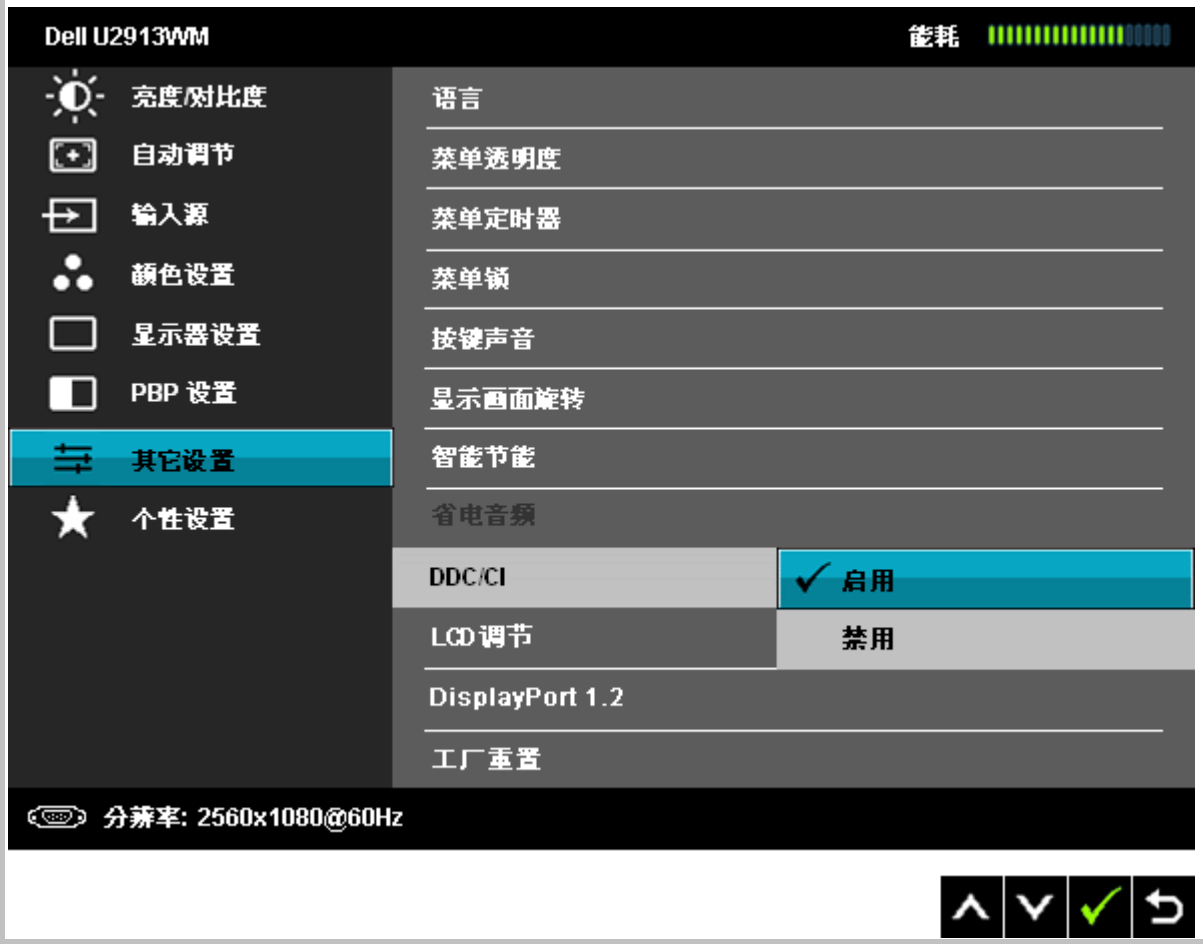 Dell U2913WM 能耗
亮度/对比度
自动调节
输入源
颜色设置
显示器设置
PBP 设置
其它设置
个性设置
语言
菜单透明度
菜单定时器
菜单锁
按键声音
显示画面旋转
智能节能
省电音频
DDC/CI
启用
禁用
LCD 调节
DisplayPort 1.2
工厂重置
分辨率: 2560x1080@60Hz